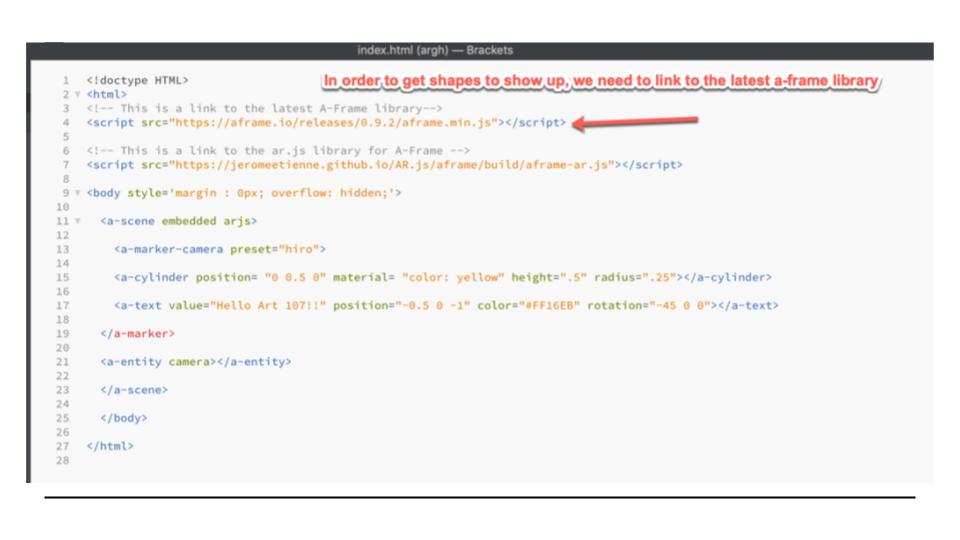 index.html (argh) — Brackets
In order to get shapes to show up, we need to link to the latest a-frame library
1 <!doctype HTML>
2 <html>
3 <!-- This is a link to the latest A-Frame library-->
4 <script src="https://aframe.io/releases/0.9.2/aframe.min.js"></script>
5
6 <!-- This is a link to the ar.js library for A-Frame -->
7 <script src="https://jeromeetienne.github.io/AR.js/aframe/build/aframe-ar.js"></script>
8
9 <body style='margin : 0px; overflow: hidden;'>
10
11 <a-scene embedded arjs>
12
13 <a-marker-camera preset="hiro">
14
15 <a-cylinder position= "0 0.5 0" material= "color: yellow" height=".5" radius=".25"></a-cylinder>
16
17 <a-text value="Hello Art 107!!" position="-0.5 0 -1" color="#FF16EB" rotation="-45 0 0"></a-text>
18
19 </a-marker>
20
21 <a-entity camera></a-entity>
22
23 </a-scene>
24
25 </body>
26
27 </html>
28